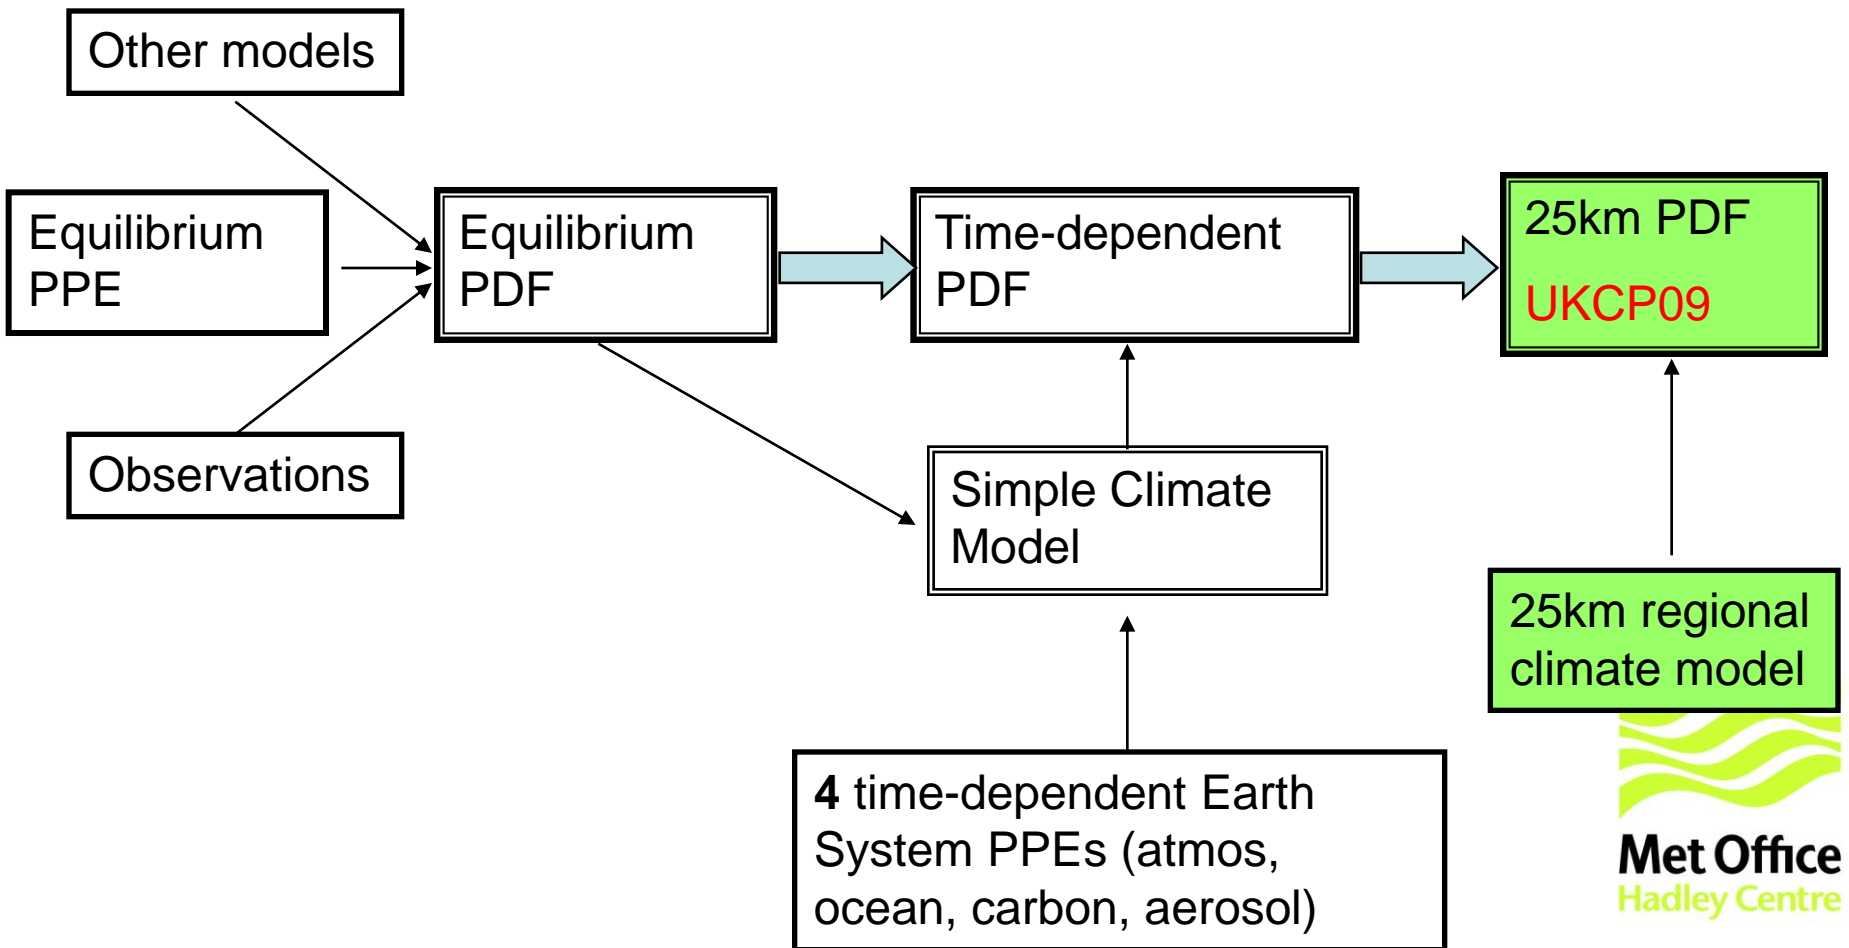 Other models
Equilibrium
PPE
Observations
Equilibrium
PDF
Time-dependent
PDF
25km PDF
UKCP09
Simple Climate
Model
25km regional
climate model
4 time-dependent Earth
System PPEs (atmos,
ocean, carbon, aerosol)
Met Office
Hadley Centre